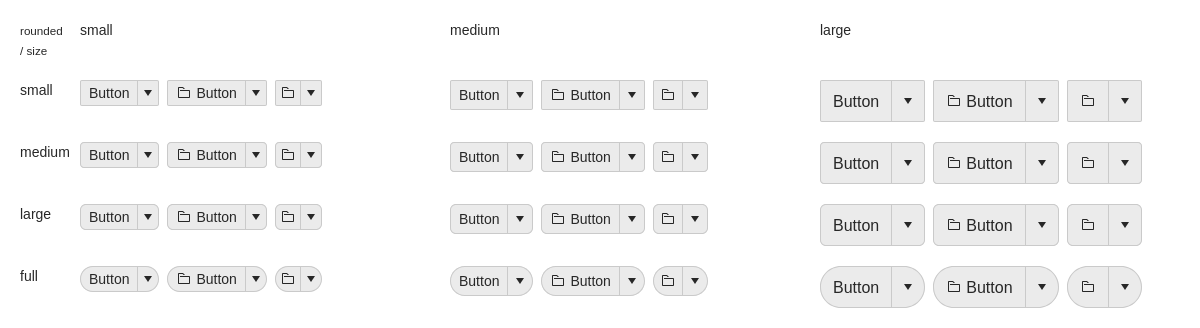 rounded small medium large
/ size
small Button Button Button Button Button Button
medium Button Button Button Button Button Button
large Button Button Button Button Button Button
full Button Button Button Button Button Button